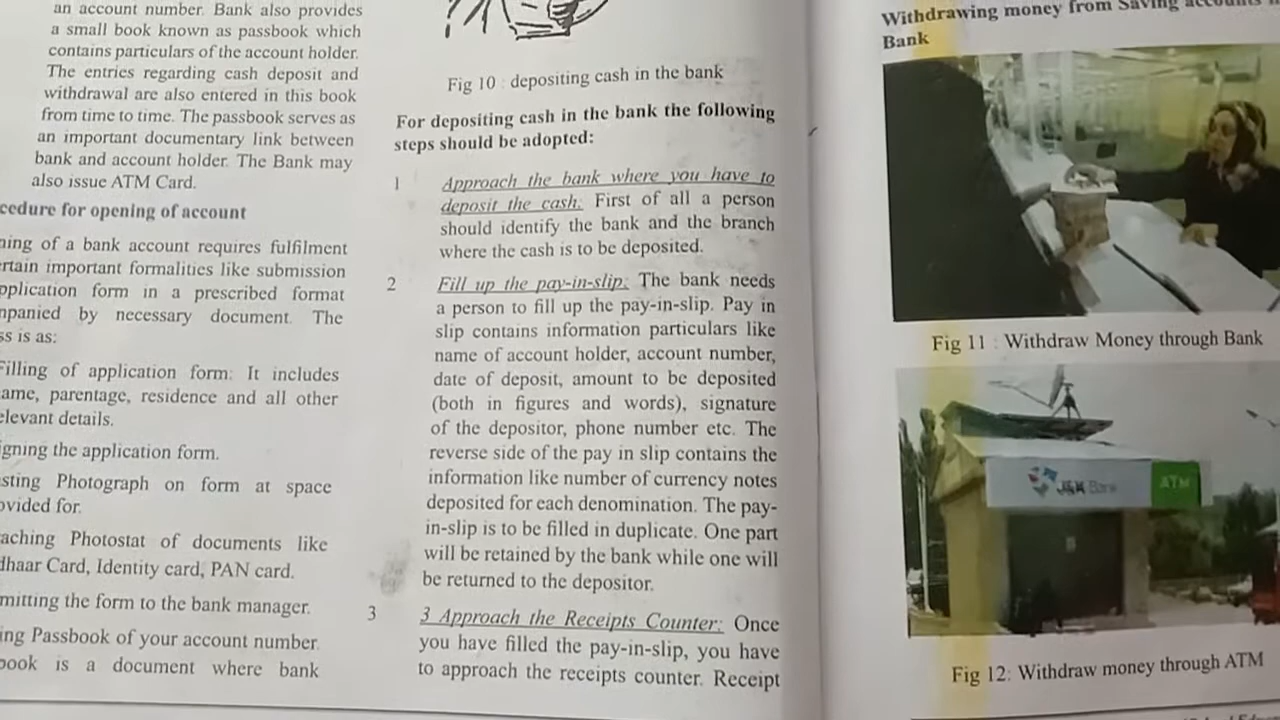 an account number. Bank also provides
a small book known as passbook which
contains particulars of the account holder.
The entries regarding cash deposit and
withdrawal are also entered in this book
from time to time. The passbook serves as
an important documentary link between
bank and account holder. The Bank may
also issue ATM Card.
cedure for opening of account
ning of a bank account requires fulfilment
rtain important formalities like submission
pplication form in a prescribed format
mpanied by necessary document. The
ss is as:
Filling of application form: It includes
ame, parentage, residence and all other
elevant details.
igning the application form.
sting Photograph on form at space
ovided for.
aching Photostat of documents like
dhaar Card, Identity card, PAN card.
mitting the form to the bank manager.
ing Passbook of your account number.
book is a document where bank
Fig 10 : depositing cash in the bank
For depositing cash in the bank the following
steps should be adopted:
1 Approach the bank where you have to
deposit the cash: First of all a person
should identify the bank and the branch
where the cash is to be deposited.
2 Fill up the pay-in-slip: The bank needs
a person to fill up the pay-in-slip. Pay in
slip contains information particulars like
name of account holder, account number,
date of deposit, amount to be deposited
(both in figures and words), signature
of the depositor, phone number etc. The
reverse side of the pay in slip contains the
information like number of currency notes
deposited for each denomination. The pay-
in-slip is to be filled in duplicate. One part
will be retained by the bank while one will
be returned to the depositor.
3 3 Approach the Receipts Counter: Once
you have filled the pay-in-slip, you have
to approach the receipts counter. Receipt
Withdrawing money from Saving accounts
Bank
Fig 11 : Withdraw Money through Bank
J&K Bank ATM
Fig 12: Withdraw money through ATM